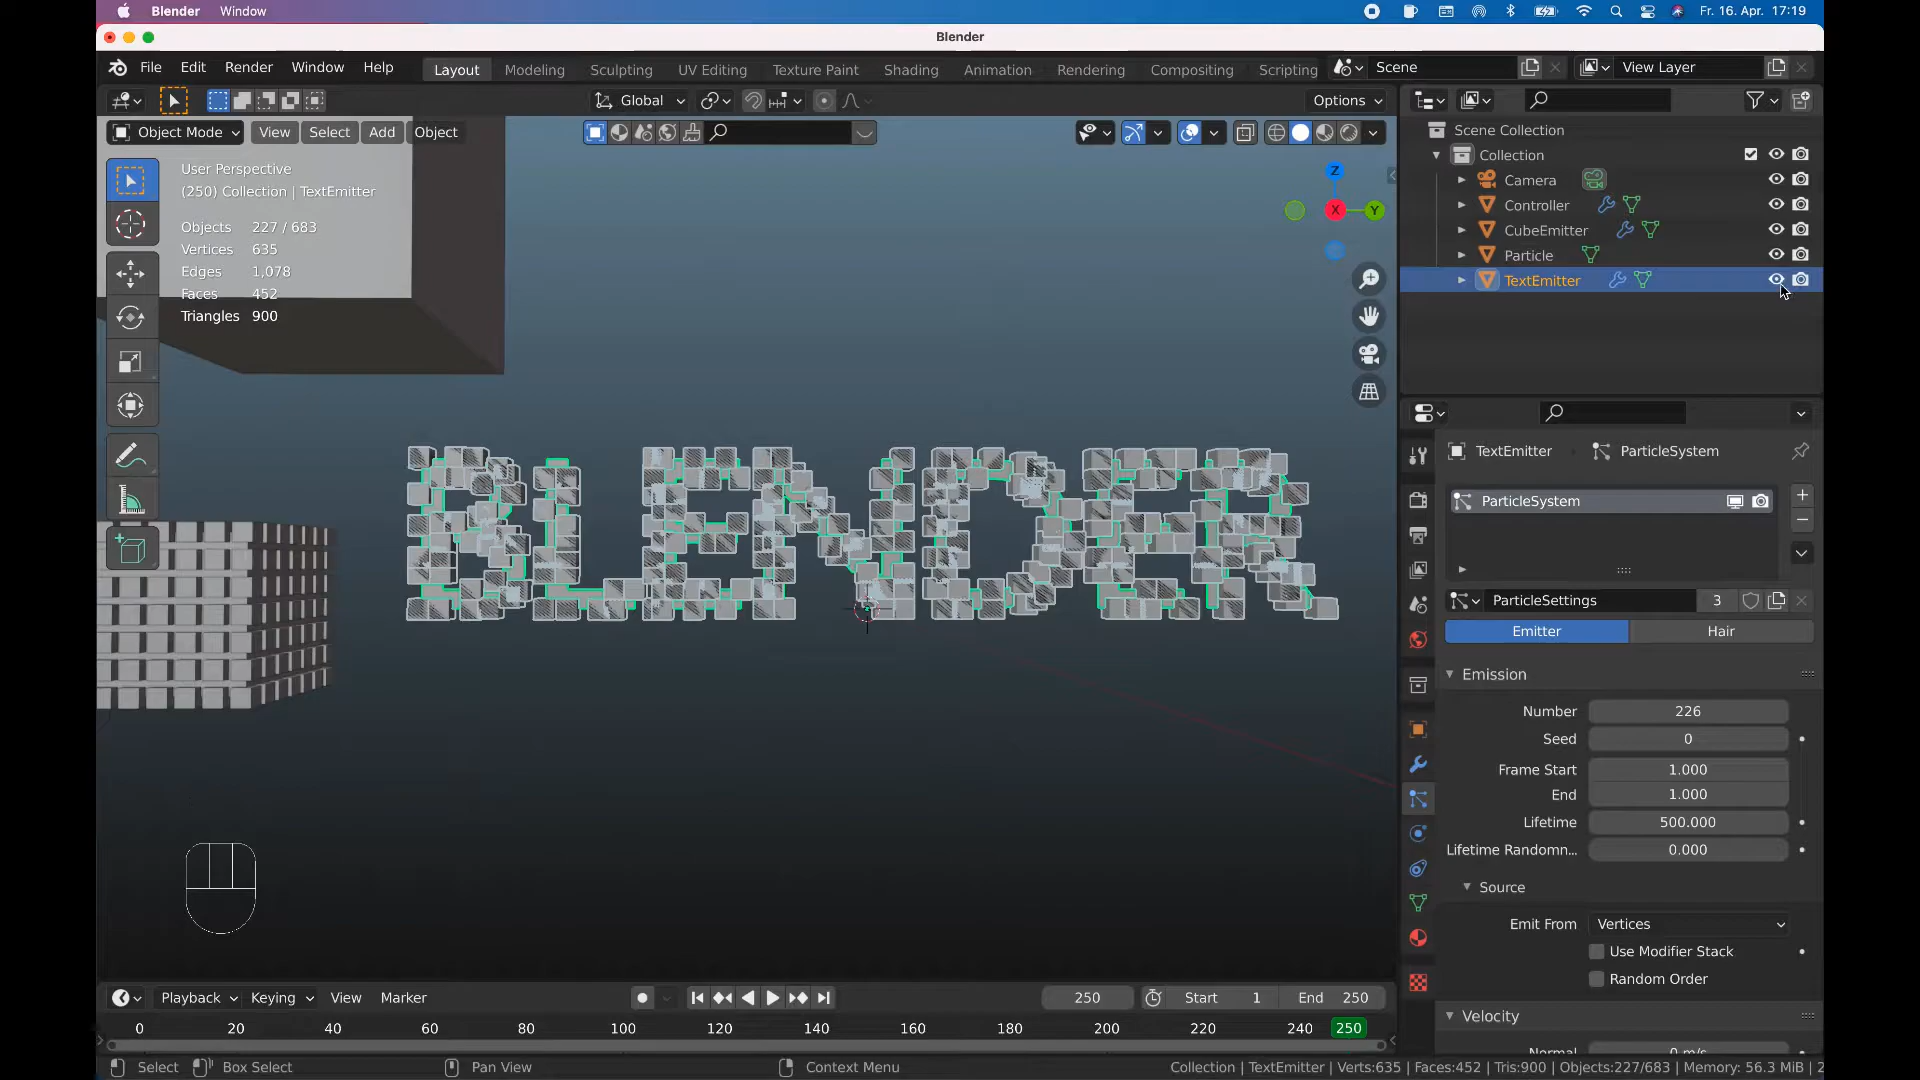 Blender Window Fr. 16. Apr. 17:19
Blender
File Edit Render Window Help Layout Modeling Sculpting UV Editing Texture Paint Shading Animation Rendering Compositing Scripting Scene View Layer
Global Options
Object Mode View Select Add Object
Scene Collection
Collection
Camera
Controller
CubeEmitter
Particle
TextEmitter
User Perspective
(250) Collection | TextEmitter
Objects 227 / 683
Vertices 635
Edges 1,078
Faces 452
Triangles 900
Z
X
Y
BLENDER
TextEmitter ParticleSystem
ParticleSystem
ParticleSettings 3
Emitter Hair
Emission
Number 226
Seed 0
Frame Start 1.000
End 1.000
Lifetime 500.000
Lifetime Randomn... 0.000
Source
Emit From Vertices
Use Modifier Stack
Random Order
Velocity
Normal 0 m/s
Playback Keying View Marker 250 Start 1 End 250
0 20 40 60 80 100 120 140 160 180 200 220 240 250
Select Box Select Pan View Context Menu Collection | TextEmitter | Verts:635 | Faces:452 | Tris:900 | Objects:227/683 | Memory: 56.3 MiB | 2